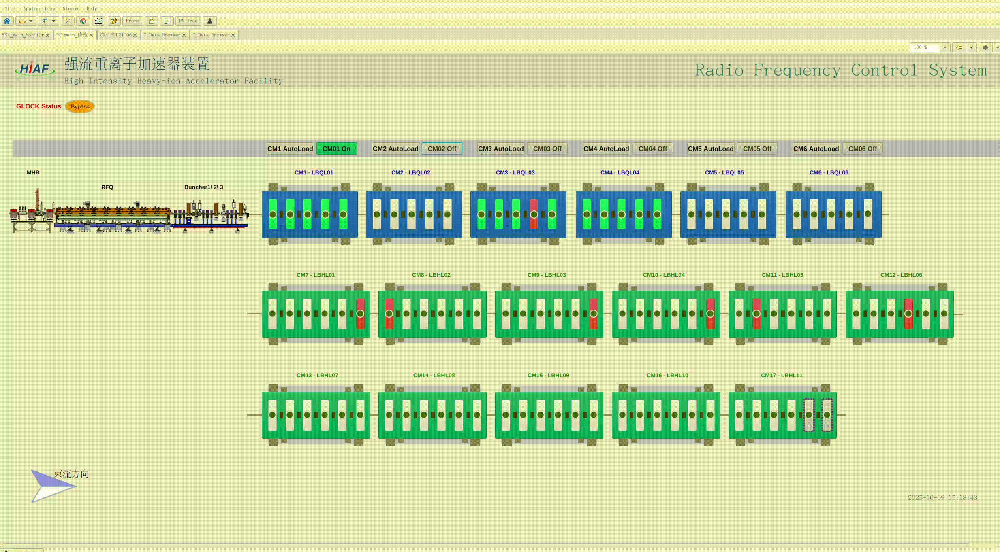 File Applications Window Help
Probe PV Tree
SSA_Main_Monitor RF-main_修改 CR-LBHL01~06 * Data Browser * Data Browser
100 %
HIAF
强流重离子加速器装置
High Intensity Heavy-ion Accelerator Facility
Radio Frequency Control System
GLOCK Status Bypass
CM1 AutoLoad CM01 On CM2 AutoLoad CM02 Off CM3 AutoLoad CM03 Off CM4 AutoLoad CM04 Off CM5 AutoLoad CM05 Off CM6 AutoLoad CM06 Off
MHB
CM1 - LBQL01 CM2 - LBQL02 CM3 - LBQL03 CM4 - LBQL04 CM5 - LBQL05 CM6 - LBQL06
RFQ
Buncher1\ 2\ 3
CM7 - LBHL01 CM8 - LBHL02 CM9 - LBHL03 CM10 - LBHL04 CM11 - LBHL05 CM12 - LBHL06
CM13 - LBHL07 CM14 - LBHL08 CM15 - LBHL09 CM16 - LBHL10 CM17 - LBHL11
束流方向
2025-10-09 15:18:43